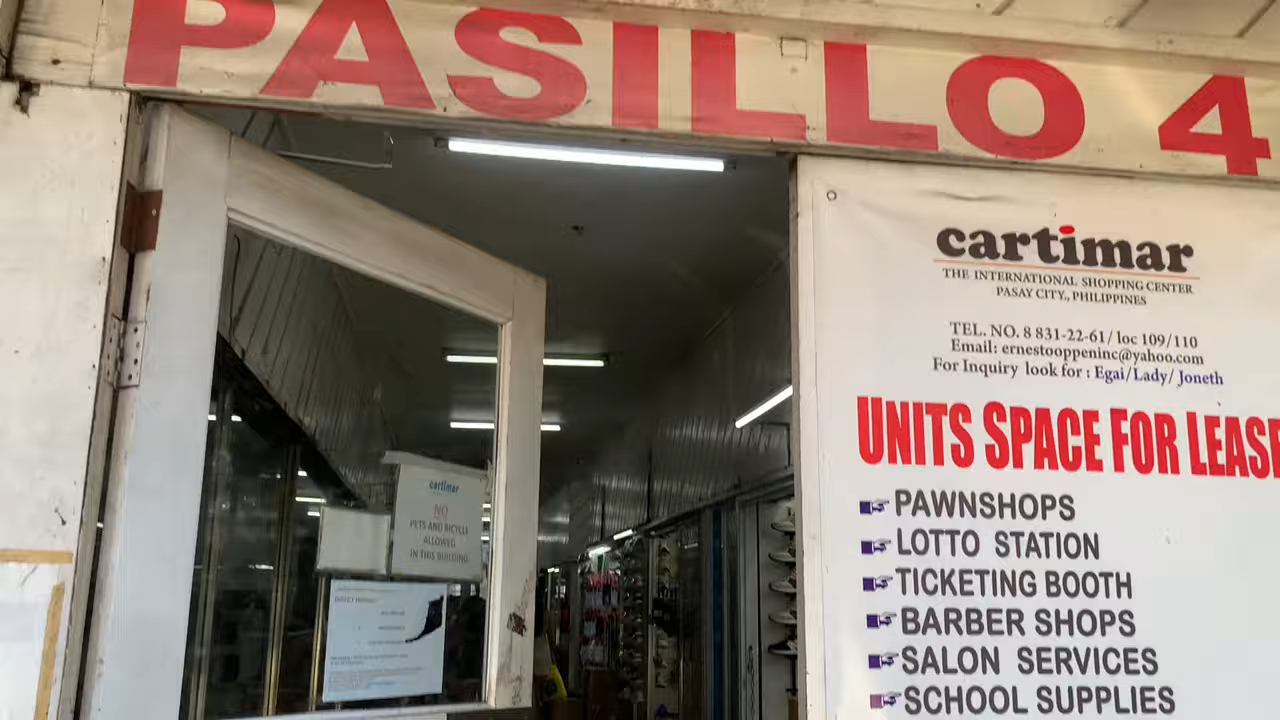 PASILLO 4
cartimar
THE INTERNATIONAL SHOPPING CENTER
PASAY CITY., PHILIPPINES
TEL. NO. 8 831-22-61/ loc 109/110
Email: ernestooppeninc@yahoo.com
For Inquiry look for : Egai/Lady/ Joneth
UNITS SPACE FOR LEASE
PAWNSHOPS
LOTTO STATION
TICKETING BOOTH
BARBER SHOPS
SALON SERVICES
SCHOOL SUPPLIES
cartimar
NO
PETS AND BICYCLE
ALLOWED
IN THIS BUILDING